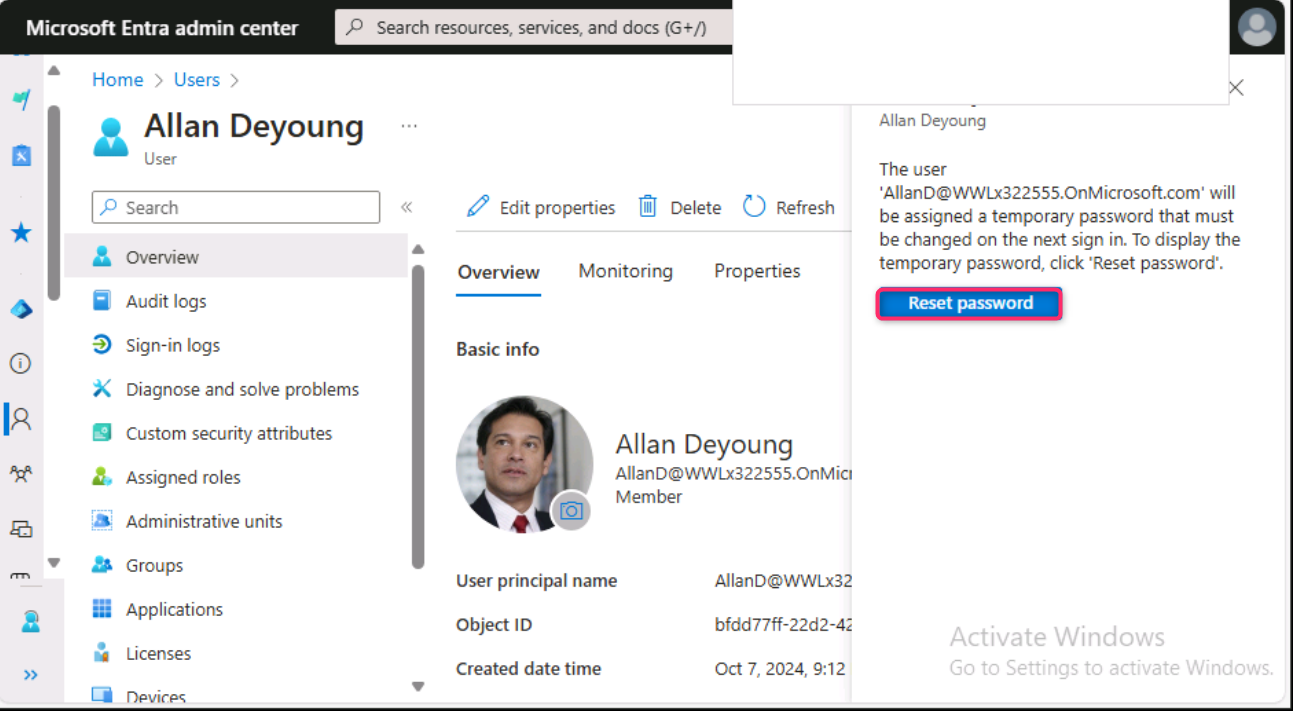 Microsoft Entra admin center
Search resources, services, and docs (G+/)
Home > Users >
Allan Deyoung
...
User
Search
«
Overview
Audit logs
Sign-in logs
Diagnose and solve problems
Custom security attributes
Assigned roles
Administrative units
Groups
Applications
Licenses
Devices
Edit properties
Delete
Refresh
Overview
Monitoring
Properties
Basic info
Allan Deyoung
AllanD@WWLx322555.OnMicr
Member
User principal name
AllanD@WWLx32
Object ID
bfdd77ff-22d2-42
Created date time
Oct 7, 2024, 9:12
Allan Deyoung
The user
'AllanD@WWLx322555.OnMicrosoft.com' will
be assigned a temporary password that must
be changed on the next sign in. To display the
temporary password, click 'Reset password'.
Reset password
Activate Windows
Go to Settings to activate Windows.